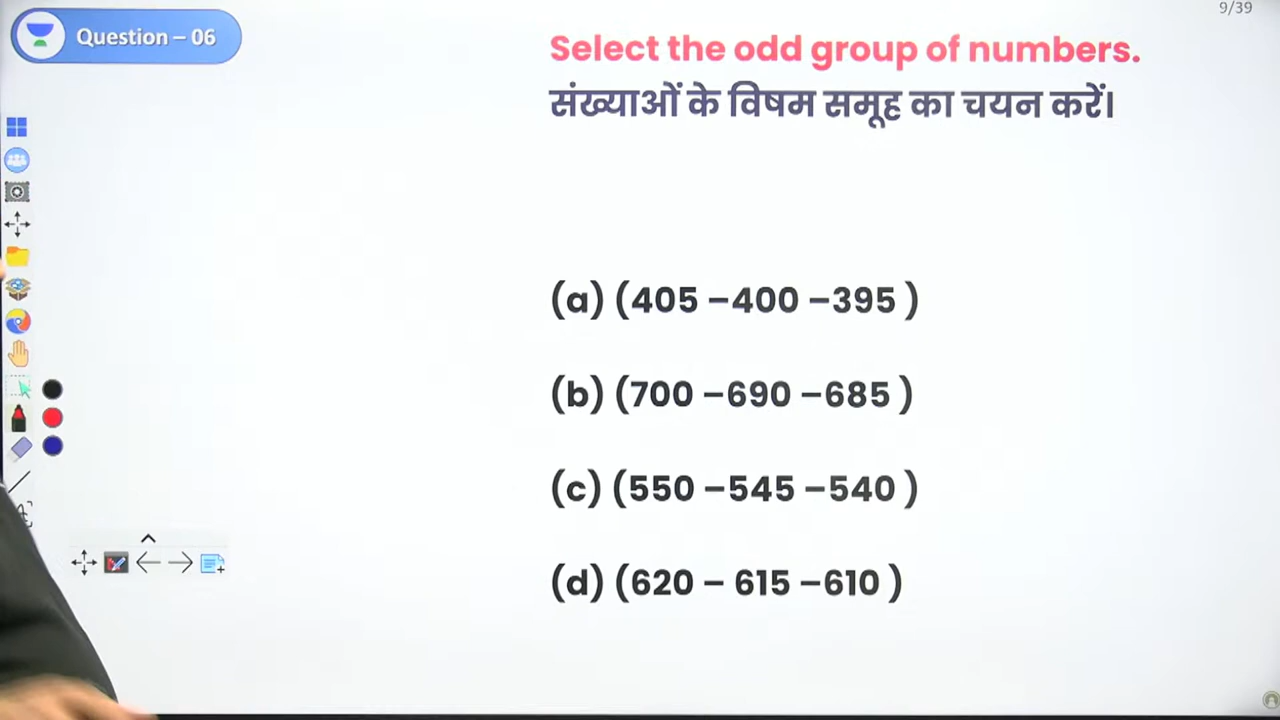 9/39
Question – 06
Select the odd group of numbers.
संख्याओं के विषम समूह का चयन करें।
(a) (405 –400 –395 )
(b) (700 –690 –685 )
(c) (550 –545 –540 )
(d) (620 – 615 –610 )